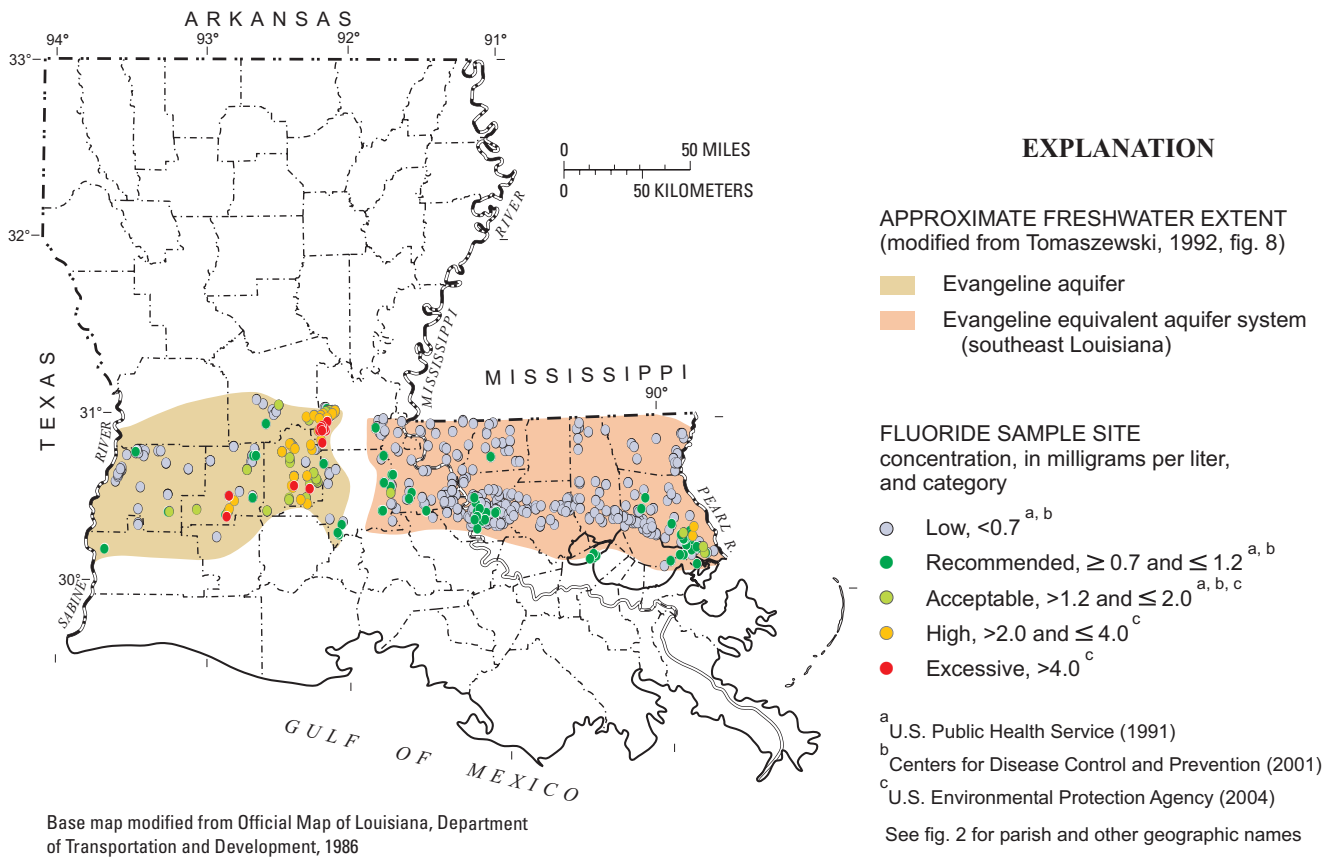 ARKANSAS
94°
93°
92°
91°
33°
0 50 MILES
0 50 KILOMETERS
MISSISSIPPI RIVER
32°
TEXAS
MISSISSIPPI
MISSISSIPPI
90°
31°
RIVER
PEARL R.
30°
SABINE
GULF OF MEXICO
Base map modified from Official Map of Louisiana, Department
of Transportation and Development, 1986
EXPLANATION
APPROXIMATE FRESHWATER EXTENT
(modified from Tomaszewski, 1992, fig. 8)
Evangeline aquifer
Evangeline equivalent aquifer system
(southeast Louisiana)
FLUORIDE SAMPLE SITE
concentration, in milligrams per liter,
and category
Low, <0.7 a, b
Recommended, ≥ 0.7 and ≤ 1.2 a, b
Acceptable, >1.2 and ≤ 2.0 a, b, c
High, >2.0 and ≤ 4.0 c
Excessive, >4.0 c
a U.S. Public Health Service (1991)
b Centers for Disease Control and Prevention (2001)
c U.S. Environmental Protection Agency (2004)
See fig. 2 for parish and other geographic names